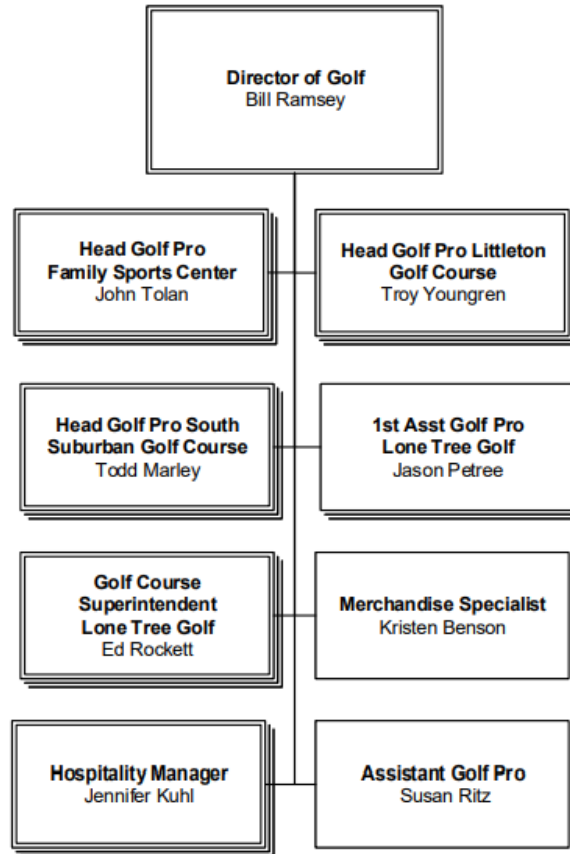 Director of Golf
Bill Ramsey
Head Golf Pro
Family Sports Center
John Tolan
Head Golf Pro Littleton
Golf Course
Troy Youngren
Head Golf Pro South
Suburban Golf Course
Todd Marley
1st Asst Golf Pro
Lone Tree Golf
Jason Petree
Golf Course
Superintendent
Lone Tree Golf
Ed Rockett
Merchandise Specialist
Kristen Benson
Hospitality Manager
Jennifer Kuhl
Assistant Golf Pro
Susan Ritz